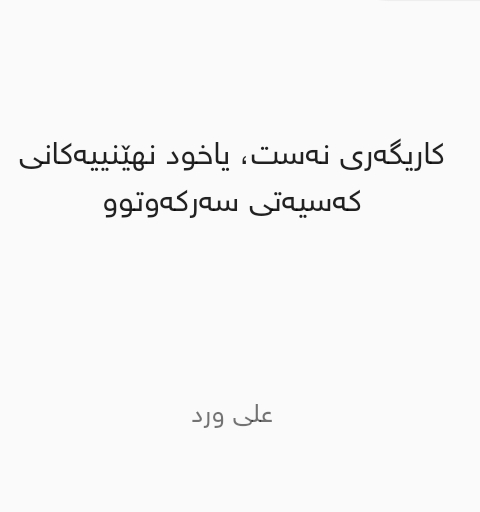 کاریگەری نەست، یاخود نهێنییەکانی
کەسیەتی سەرکەوتوو
علی ورد